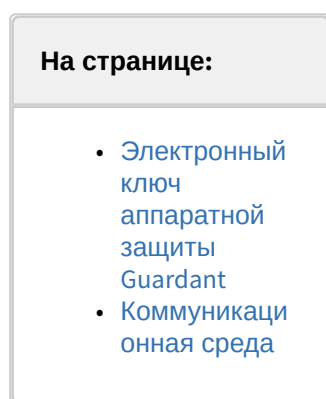 На странице:
• Электронный
ключ
аппаратной
защиты
Guardant
• Коммуникаци
онная среда